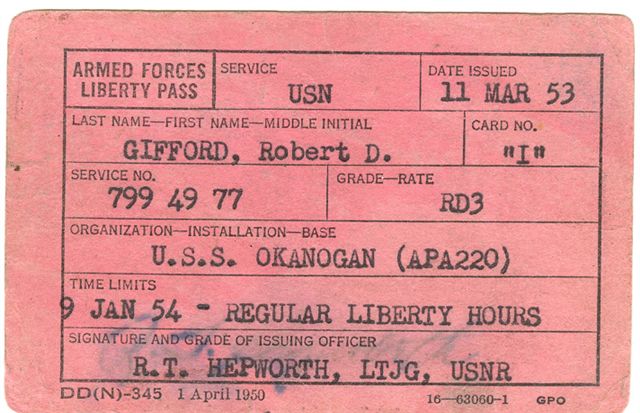 ARMED FORCES LIBERTY PASS
SERVICE
USN
DATE ISSUED
11 MAR 53
LAST NAME—FIRST NAME—MIDDLE INITIAL
GIFFORD, Robert D.
CARD NO.
"I"
SERVICE NO.
799 49 77
GRADE—RATE
RD3
ORGANIZATION—INSTALLATION—BASE
U.S.S. OKANOGAN (APA220)
TIME LIMITS
9 JAN 54 - REGULAR LIBERTY HOURS
SIGNATURE AND GRADE OF ISSUING OFFICER
R.T. HEPWORTH, LTJG, USNR
DD(N)-345 1 April 1950 16—63060-1 GPO